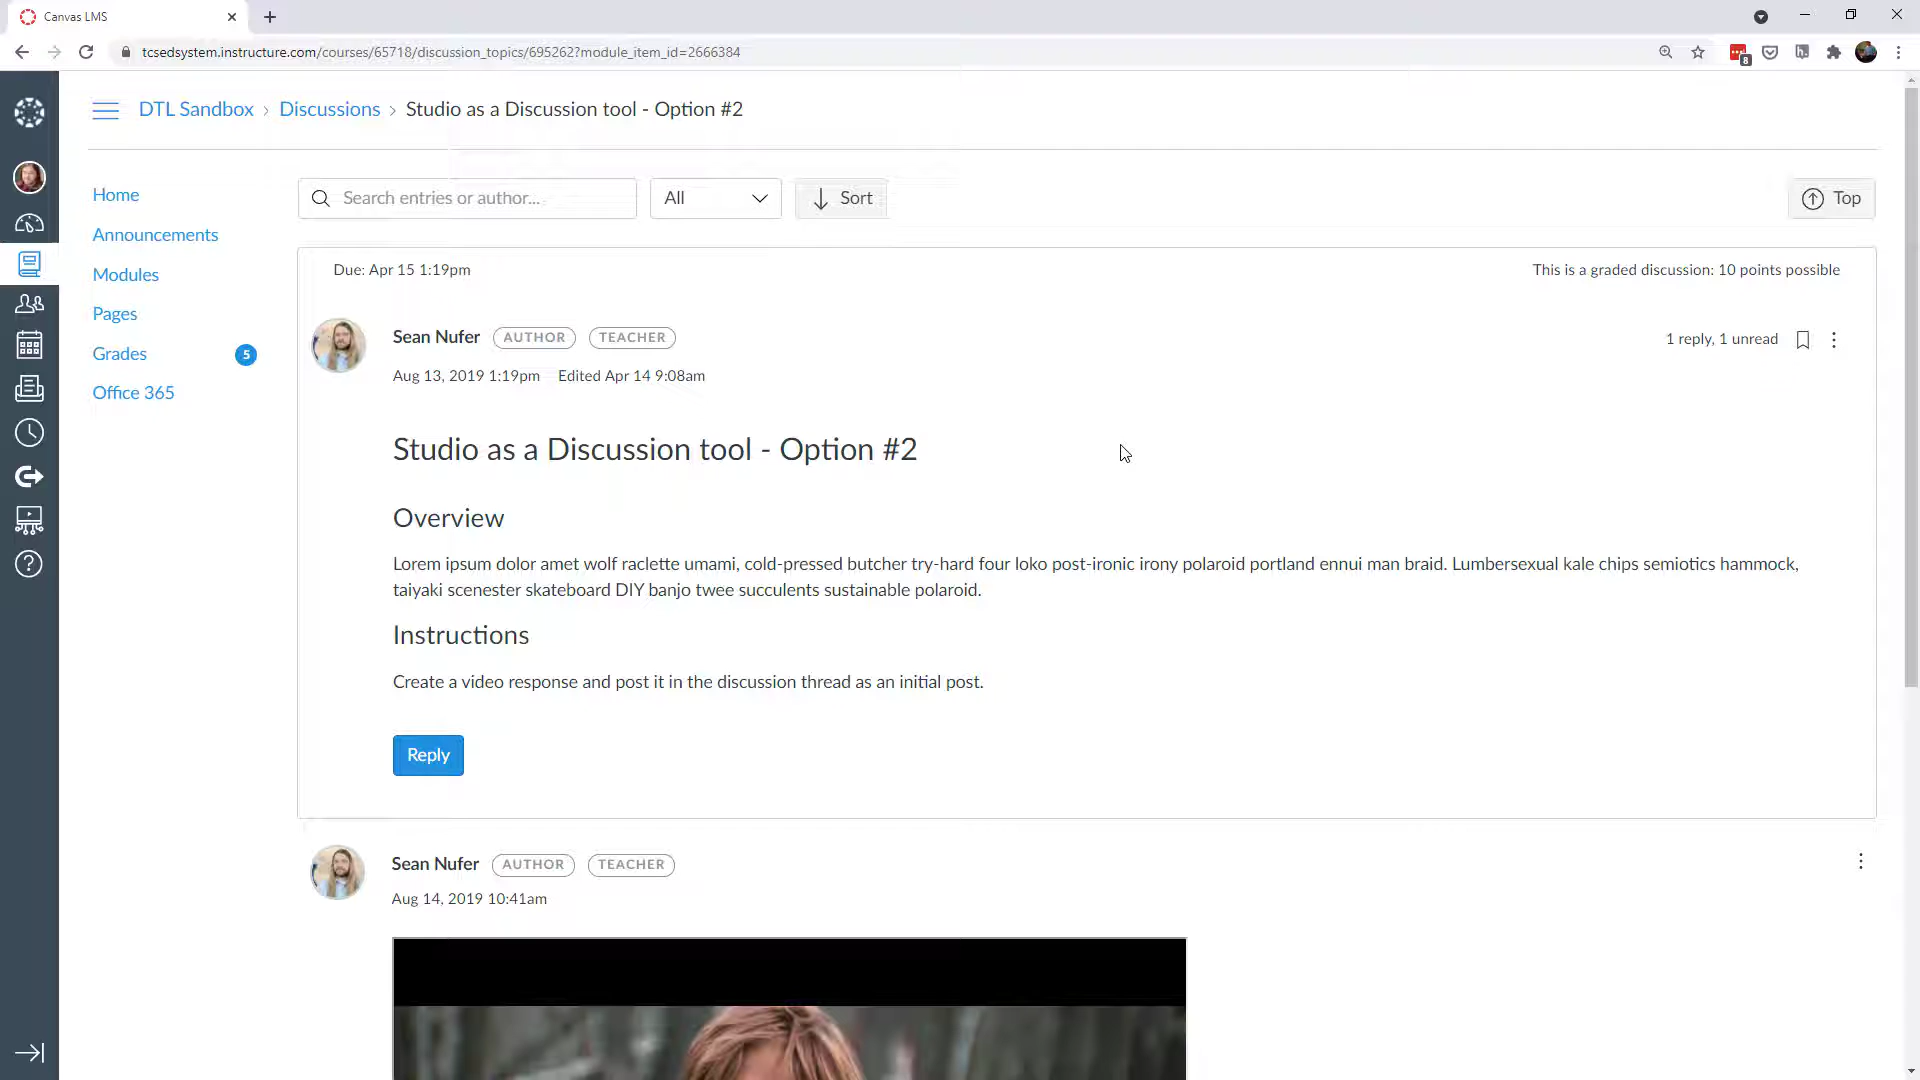 Canvas LMS
tcsedsystem.instructure.com/courses/65718/discussion_topics/695262?module_item_id=2666384
8
DTL Sandbox › Discussions › Studio as a Discussion tool - Option #2
Home
Announcements
Modules
Pages
Grades 5
Office 365
Search entries or author...
All
Sort
Top
Due: Apr 15 1:19pm
This is a graded discussion: 10 points possible
Sean Nufer AUTHOR TEACHER
1 reply, 1 unread
Aug 13, 2019 1:19pm Edited Apr 14 9:08am
Studio as a Discussion tool - Option #2
Overview
Lorem ipsum dolor amet wolf raclette umami, cold-pressed butcher try-hard four loko post-ironic irony polaroid portland ennui man braid. Lumbersexual kale chips semiotics hammock,
taiyaki scenester skateboard DIY banjo twee succulents sustainable polaroid.
Instructions
Create a video response and post it in the discussion thread as an initial post.
Reply
Sean Nufer AUTHOR TEACHER
Aug 14, 2019 10:41am